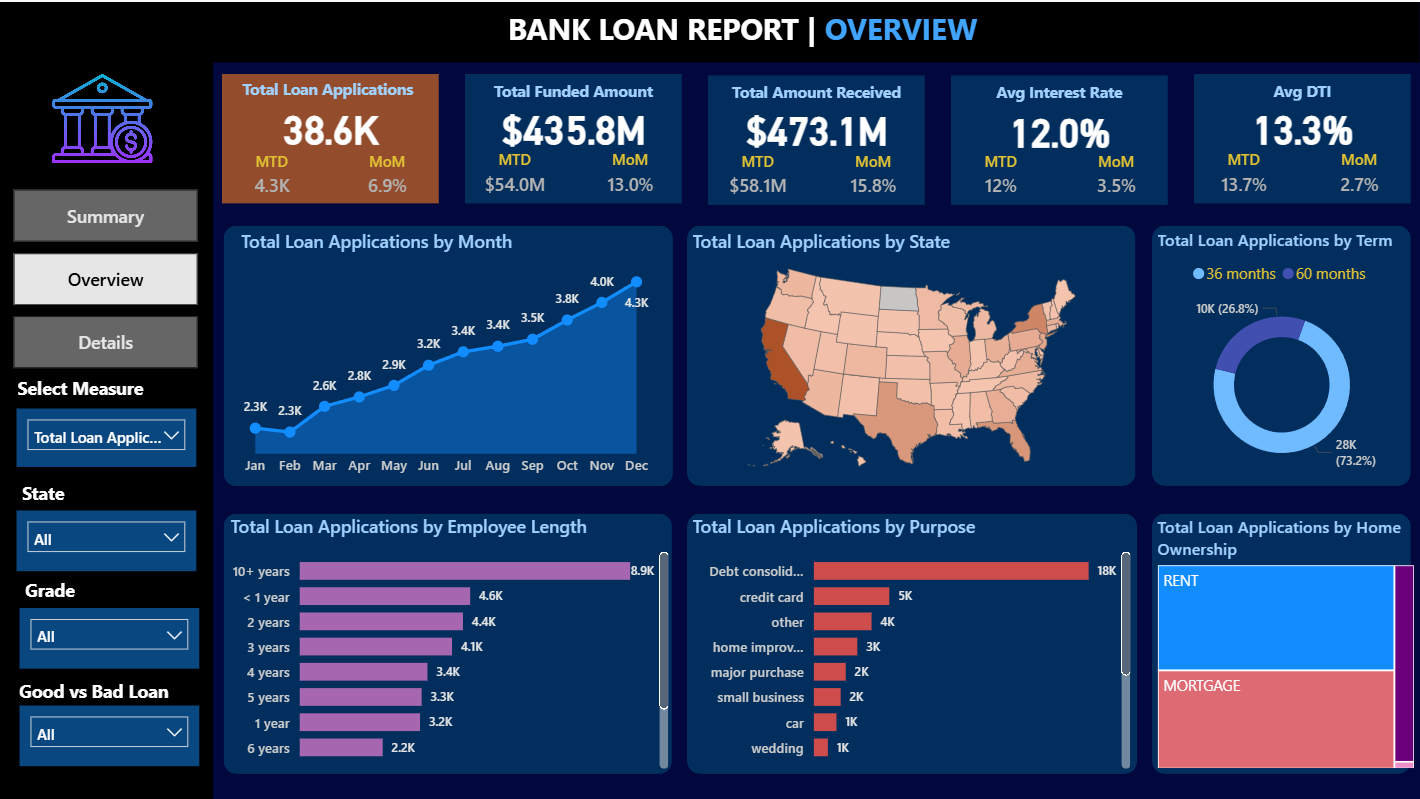 BANK LOAN REPORT | OVERVIEW
Total Loan Applications
38.6K
MTD MoM
4.3K 6.9%
Total Funded Amount
$435.8M
MTD MoM
$54.0M 13.0%
Total Amount Received
$473.1M
MTD MoM
$58.1M 15.8%
Avg Interest Rate
12.0%
MTD MoM
12% 3.5%
Avg DTI
13.3%
MTD MoM
13.7% 2.7%
Summary
Overview
Details
Select Measure
Total Loan Applic...
State
All
Grade
All
Good vs Bad Loan
All
Total Loan Applications by Month
2.3K 2.3K 2.6K 2.8K 2.9K 3.2K 3.4K 3.4K 3.5K 3.8K 4.0K 4.3K
Jan Feb Mar Apr May Jun Jul Aug Sep Oct Nov Dec
Total Loan Applications by State
Total Loan Applications by Term
36 months 60 months
10K (26.8%)
28K
(73.2%)
Total Loan Applications by Employee Length
10+ years 8.9K
< 1 year 4.6K
2 years 4.4K
3 years 4.1K
4 years 3.4K
5 years 3.3K
1 year 3.2K
6 years 2.2K
Total Loan Applications by Purpose
Debt consolid... 18K
credit card 5K
other 4K
home improv... 3K
major purchase 2K
small business 2K
car 1K
wedding 1K
Total Loan Applications by Home
Ownership
RENT
MORTGAGE